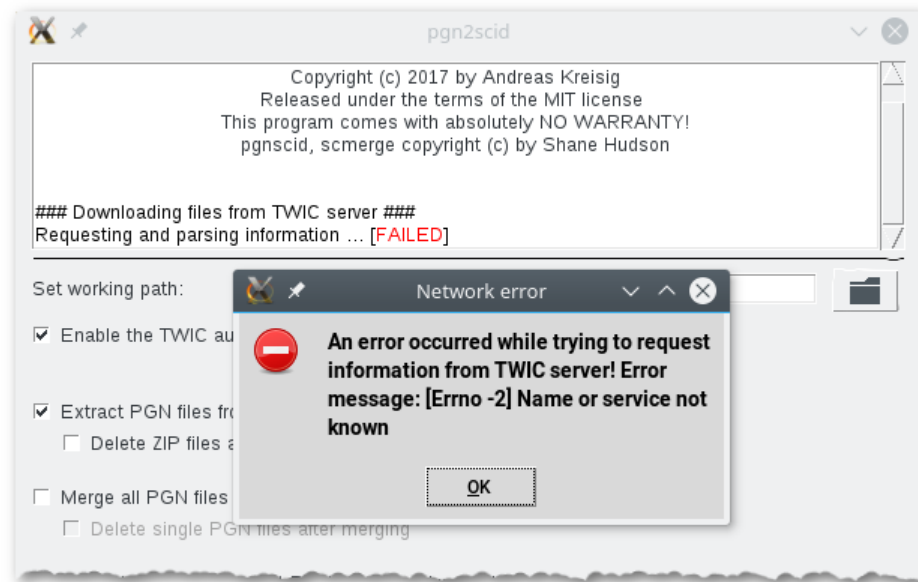 pgn2scid
Copyright (c) 2017 by Andreas Kreisig
Released under the terms of the MIT license
This program comes with absolutely NO WARRANTY!
pgnscid, scmerge copyright (c) by Shane Hudson
### Downloading files from TWIC server ###
Requesting and parsing information ... [FAILED]
Set working path:
Enable the TWIC au
Extract PGN files fro
Delete ZIP files a
Merge all PGN files
Delete single PGN files after merging
Network error
An error occurred while trying to request
information from TWIC server! Error
message: [Errno -2] Name or service not
known
OK